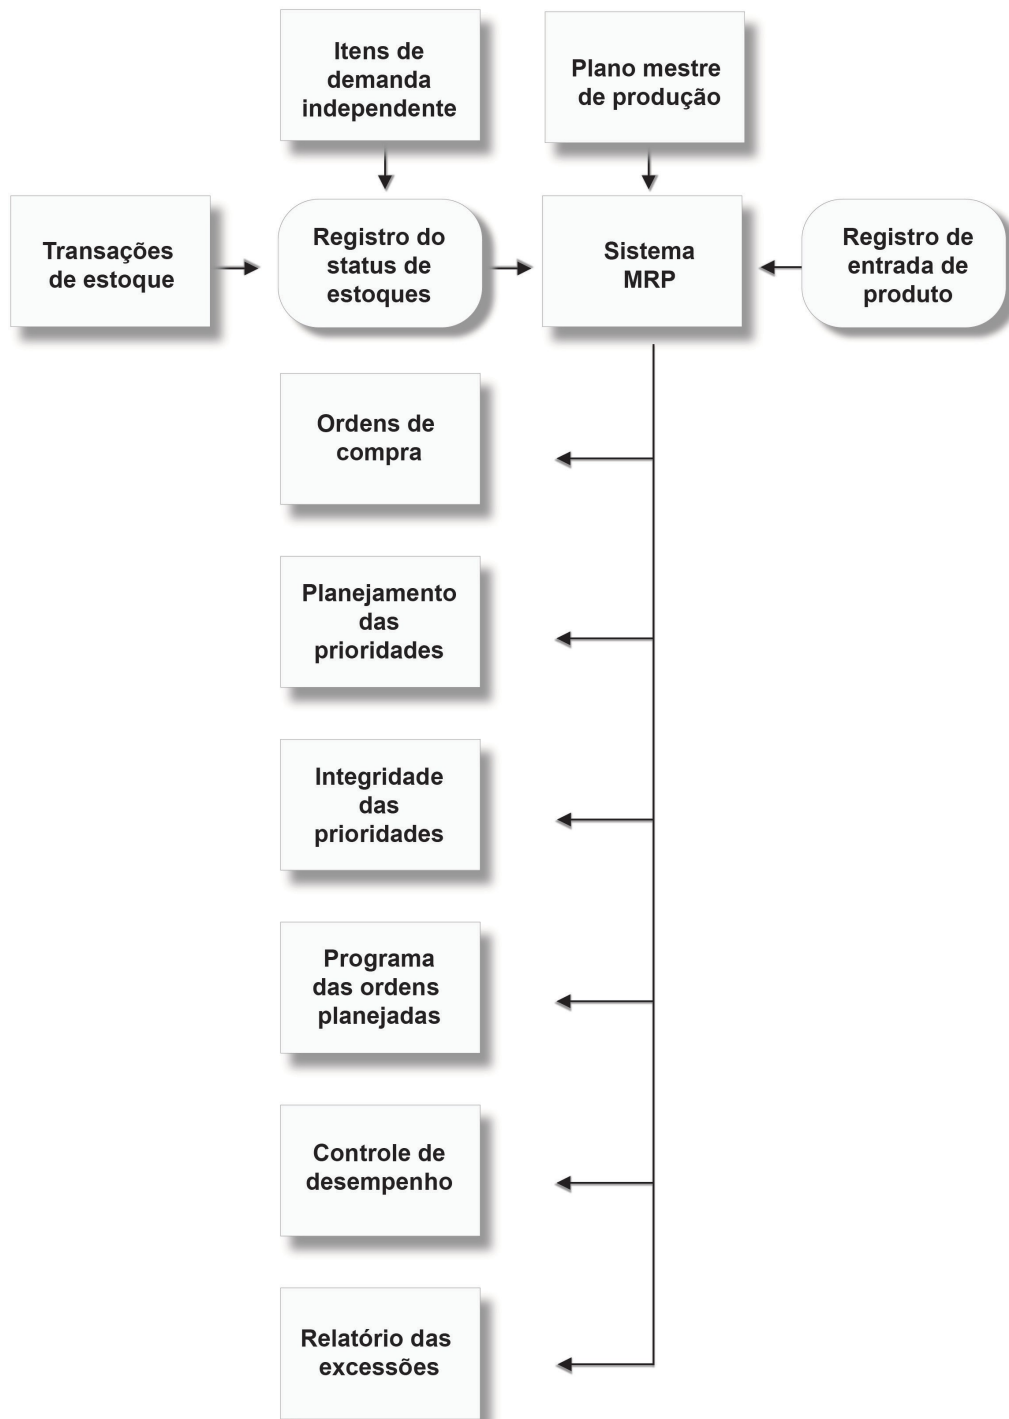 Itens de
demanda
independente
Plano mestre
de produção
Transações
de estoque
Registro do
status de
estoques
Sistema
MRP
Registro de
entrada de
produto
Ordens de
compra
Planejamento
das
prioridades
Integridade
das
prioridades
Programa
das ordens
planejadas
Controle de
desempenho
Relatório das
excessões